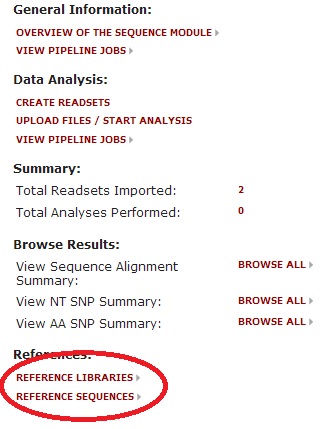 General Information:
OVERVIEW OF THE SEQUENCE MODULE
VIEW PIPELINE JOBS
Data Analysis:
CREATE READSETS
UPLOAD FILES / START ANALYSIS
VIEW PIPELINE JOBS
Summary:
Total Readsets Imported: 2
Total Analyses Performed: 0
Browse Results:
View Sequence Alignment BROWSE ALL
Summary:
View NT SNP Summary: BROWSE ALL
View AA SNP Summary: BROWSE ALL
References:
REFERENCE LIBRARIES
REFERENCE SEQUENCES